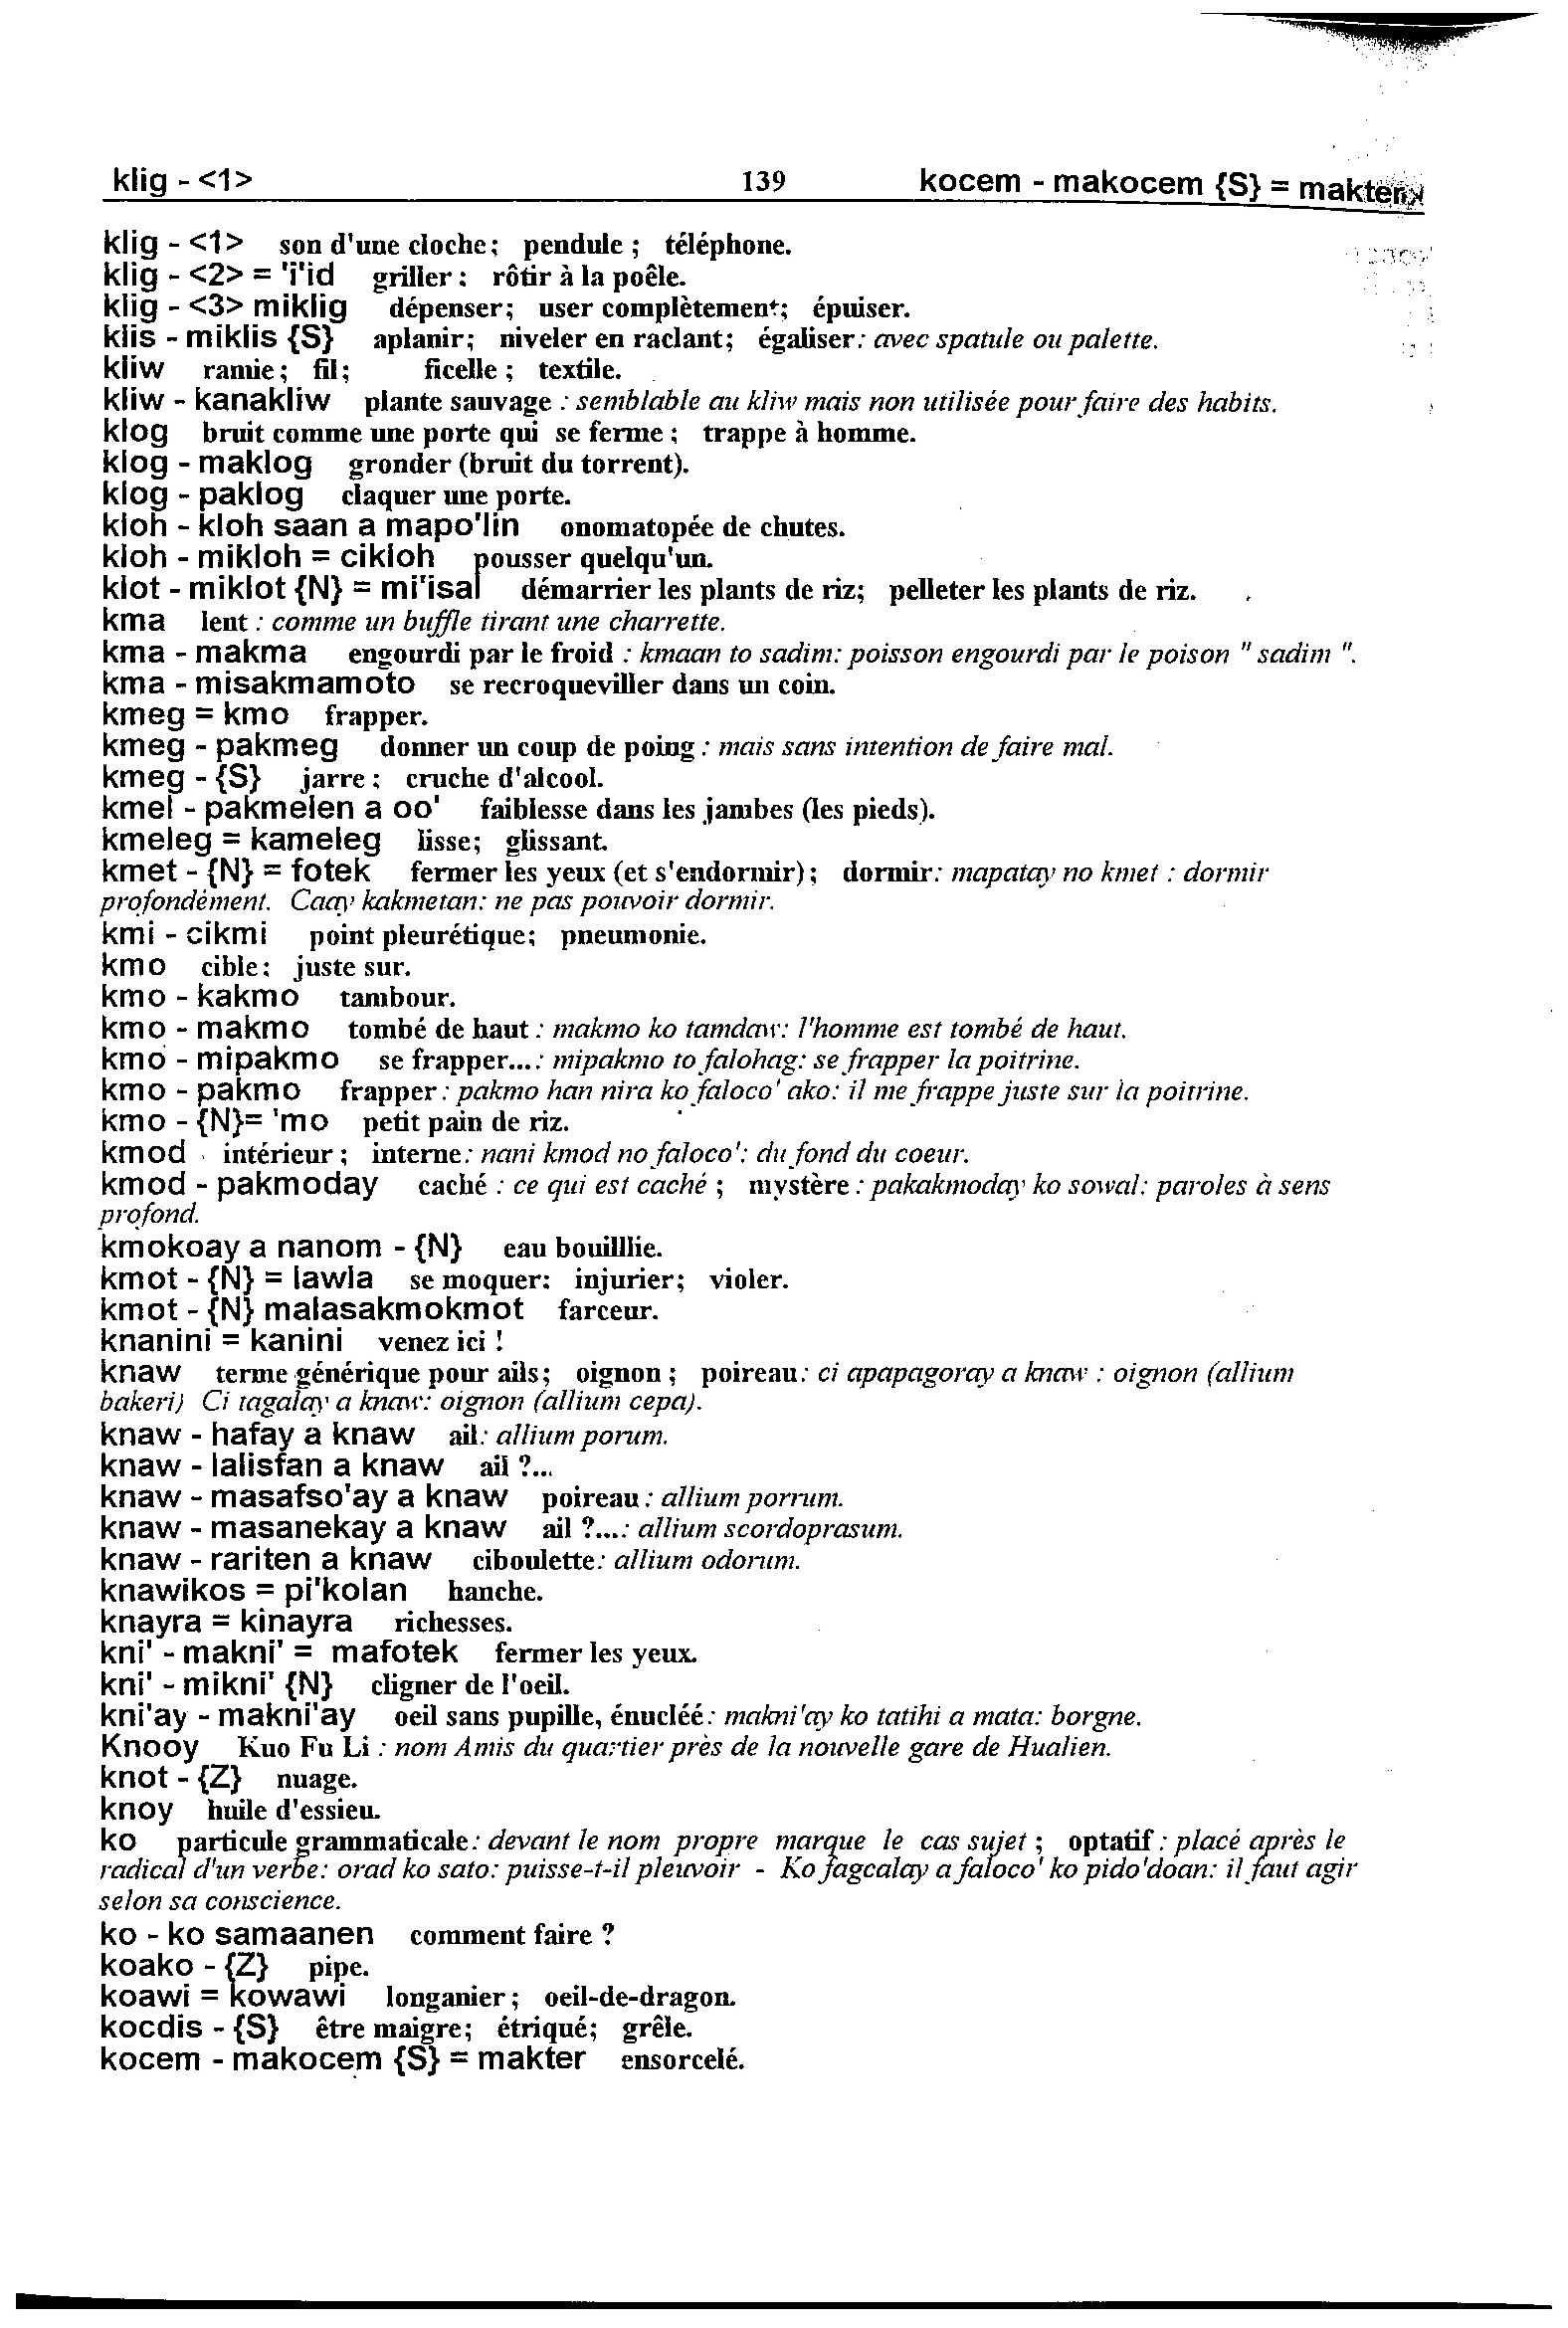 klig - <1> 139 kocem - makocem {S} = makter
klig - <1> son d'une cloche; pendule ; téléphone.
klig - <2> = 'i'id griller ; rôtir à la poêle.
klig - <3> miklig dépenser; user complètement; épuiser.
klis - miklis {S} aplanir; niveler en raclant; égaliser: avec spatule ou palette.
kliw ramie; fil; ficelle ; textile.
kliw - kanakliw plante sauvage : semblable au kliw mais non utilisée pour faire des habits.
klog bruit comme une porte qui se ferme ; trappe à homme.
klog - maklog gronder (bruit du torrent).
klog - paklog claquer une porte.
kloh - kloh saan a mapo'lin onomatopée de chutes.
kloh - mikloh = cikloh pousser quelqu'un.
klot - miklot {N} = mi'isal démarrier les plants de riz; pelleter les plants de riz.
kma lent : comme un buffle tirant une charrette.
kma - makma engourdi par le froid : kmaan to sadim: poisson engourdi par le poison " sadim ".
kma - misakmamoto se recroqueviller dans un coin.
kmeg = kmo frapper.
kmeg - pakmeg donner un coup de poing : mais sans intention de faire mal.
kmeg - {S} jarre ; cruche d'alcool.
kmel - pakmelen a oo' faiblesse dans les jambes (les pieds).
kmeleg = kameleg lisse; glissant.
kmet - {N} = fotek fermer les yeux (et s'endormir) ; dormir: mapatay no kmet : dormir
profondément. Caay kakmetan: ne pas pouvoir dormir.
kmi - cikmi point pleurétique; pneumonie.
kmo cible; juste sur.
kmo - kakmo tambour.
kmo - makmo tombé de haut : makmo ko tamdaw: l'homme est tombé de haut.
kmo - mipakmo se frapper...: mipakmo to falohag: se frapper la poitrine.
kmo - pakmo frapper : pakmo han nira ko faloco' ako: il me frappe juste sur la poitrine.
kmo - {N}= 'mo petit pain de riz.
kmod intérieur ; interne: nani kmod no faloco': du fond du coeur.
kmod - pakmoday caché : ce qui est caché ; mystère : pakakmoday ko sowal: paroles à sens
profond.
kmokoay a nanom - {N} eau bouilllie.
kmot - {N} = lawla se moquer; injurier; violer.
kmot - {N} malasakmokmot farceur.
knanini = kanini venez ici !
knaw terme générique pour ails; oignon ; poireau: ci apapagoray a knaw : oignon (allium
bakeri) Ci tagalay a knaw: oignon (allium cepa).
knaw - hafay a knaw ail: allium porum.
knaw - lalisfan a knaw ail ?...
knaw - masafso'ay a knaw poireau : allium porrum.
knaw - masanekay a knaw ail ?...: allium scordoprasum.
knaw - rariten a knaw ciboulette: allium odorum.
knawikos = pi'kolan hanche.
knayra = kinayra richesses.
kni' - makni' = mafotek fermer les yeux.
kni' - mikni' {N} cligner de l'oeil.
kni'ay - makni'ay oeil sans pupille, énucléé: makni'ay ko tatihi a mata: borgne.
Knooy Kuo Fu Li : nom Amis du quartier près de la nouvelle gare de Hualien.
knot - {Z} nuage.
knoy huile d'essieu.
ko particule grammaticale: devant le nom propre marque le cas sujet ; optatif : placé après le
radical d'un verbe: orad ko sato: puisse-t-il pleuvoir - Ko fagcalay a faloco' ko pido'doan: il faut agir
selon sa conscience.
ko - ko samaanen comment faire ?
koako - {Z} pipe.
koawi = kowawi longanier ; oeil-de-dragon.
kocdis - {S} être maigre; étriqué; grêle.
kocem - makocem {S} = makter ensorcelé.